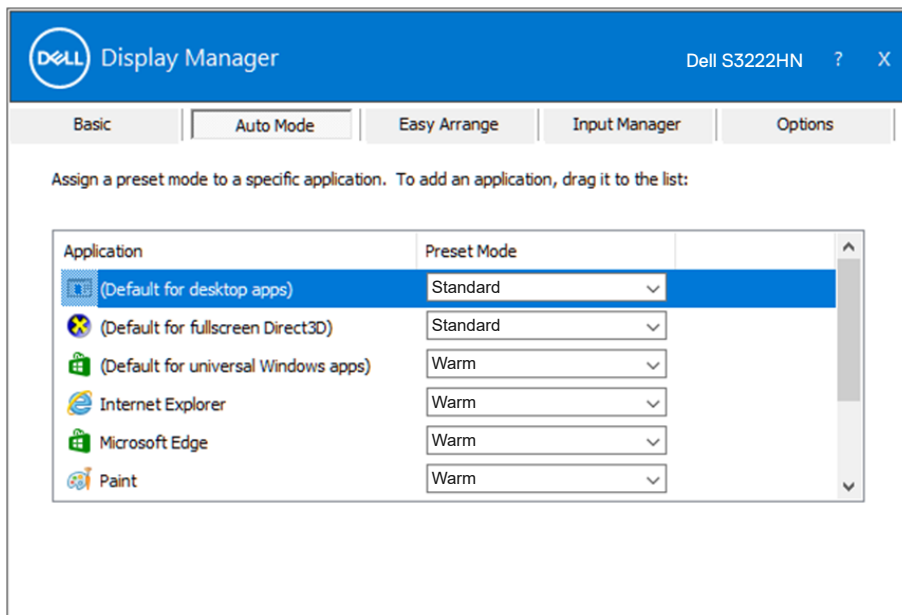 DELL Display Manager Dell S3222HN ? X
Basic Auto Mode Easy Arrange Input Manager Options
Assign a preset mode to a specific application. To add an application, drag it to the list:
Application Preset Mode
(Default for desktop apps) Standard
(Default for fullscreen Direct3D) Standard
(Default for universal Windows apps) Warm
Internet Explorer Warm
Microsoft Edge Warm
Paint Warm